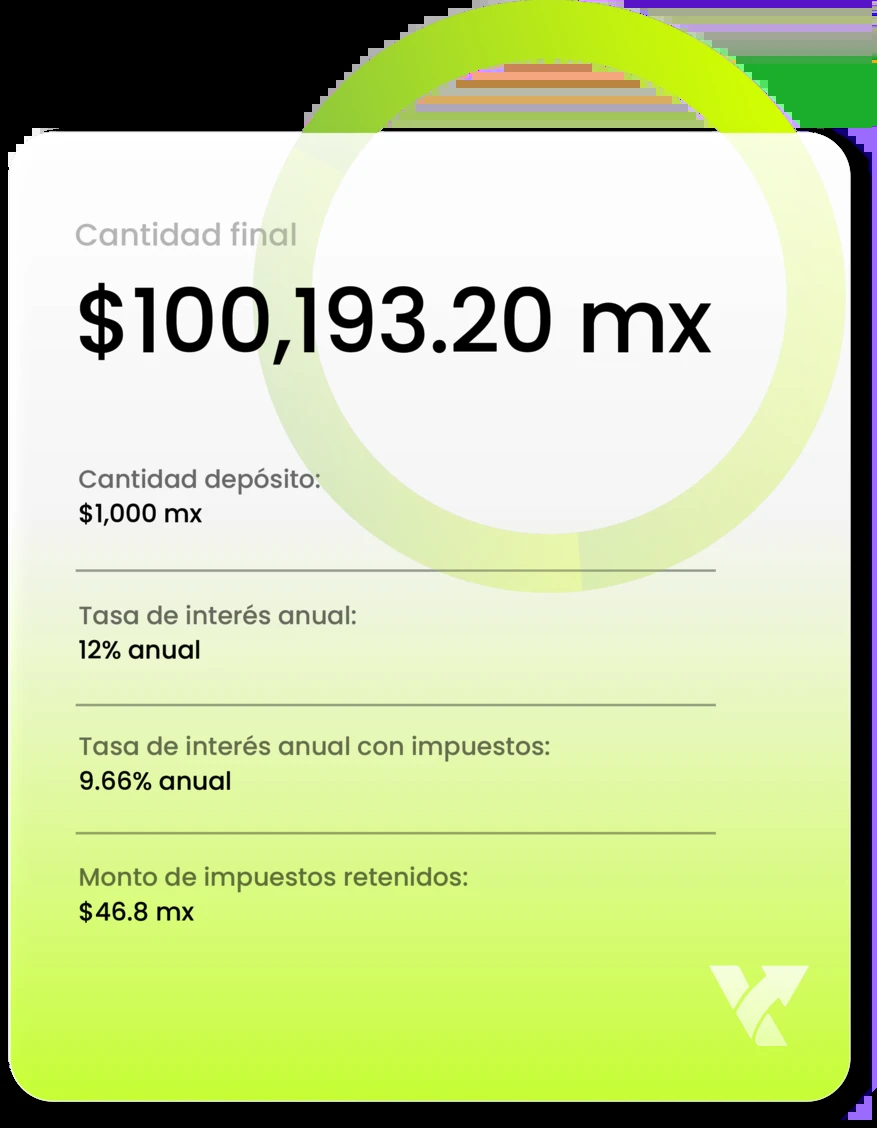 Cantidad final
$100,193.20 mx
Cantidad depósito:
$1,000 mx
Tasa de interés anual:
12% anual
Tasa de interés anual con impuestos:
9.66% anual
Monto de impuestos retenidos:
$46.8 mx